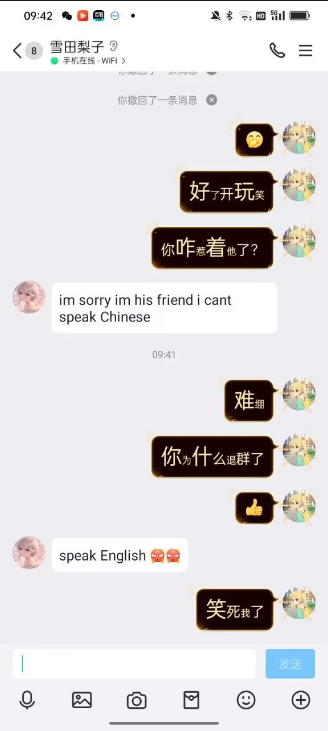 09:42
HD
5G
8
雪田梨子
手机在线 - WiFi >
你撤回了一条消息
你撤回了一条消息
好了开玩笑
你咋惹着他了？
im sorry im his friend i cant
speak Chinese
09:41
难绷
你为什么退群了
speak English
笑死我了
发送